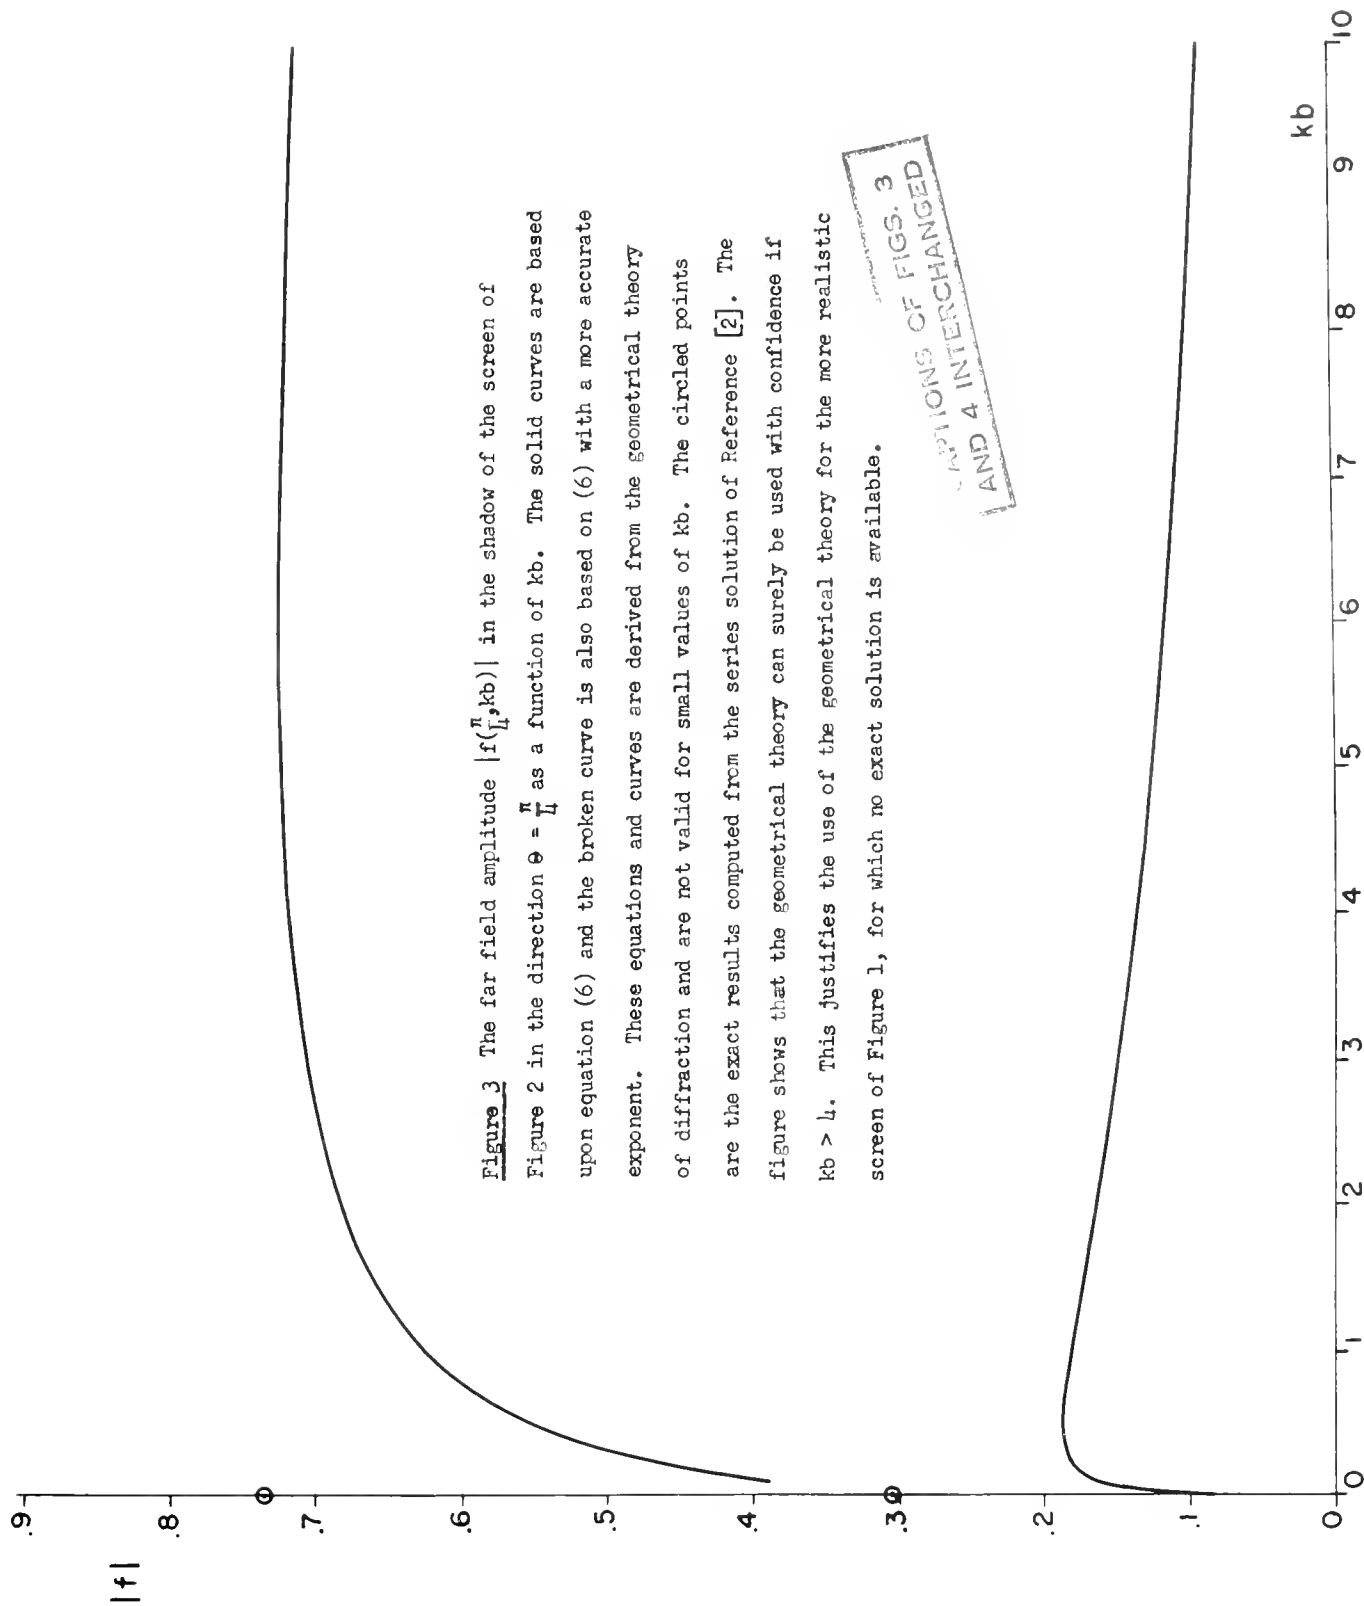 |f|
.9
.8
.7
.6
.5
.4
.3
.2
.1
0
Figure 3 The far field amplitude |f(π/4,kb)| in the shadow of the screen of
Figure 2 in the direction θ = π/4 as a function of kb. The solid curves are based
upon equation (6) and the broken curve is also based on (6) with a more accurate
exponent. These equations and curves are derived from the geometrical theory
of diffraction and are not valid for small values of kb. The circled points
are the exact results computed from the series solution of Reference [2]. The
figure shows that the geometrical theory can surely be used with confidence if
kb > 4. This justifies the use of the geometrical theory for the more realistic
screen of Figure 1, for which no exact solution is available.
CAPTIONS OF FIGS. 3
AND 4 INTERCHANGED
0
1
2
3
4
5
6
7
8
9
10
kb